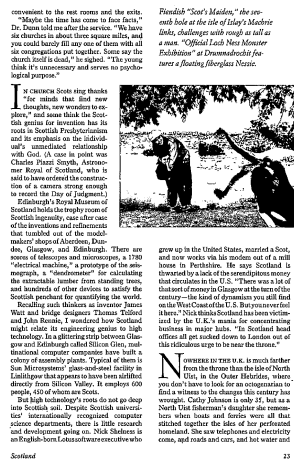 convenient to the rest rooms and the exits.
"Maybe the time has come to face facts,"
Dr. Dunn told me after the service. "We have
six churches in about three square miles, and
you could barely fill any one of them with all
six congregations put together. Some say the
church itself is dead," he sighed. "The young
think it's unnecessary and serves no psycho-
logical purpose."
IN CHURCH Scots sing thanks
"for minds that find new
thoughts, new wonders to ex-
plore," and some think the Scot-
tish genius for invention has its
roots in Scottish Presbyterianism
and its emphasis on the individ-
ual's unmediated relationship
with God. (A case in point was
Charles Piazzi Smyth, Astrono-
mer Royal of Scotland, who is
said to have ordered the construc-
tion of a camera strong enough
to record the Day of Judgment.)
Edinburgh's Royal Museum of
Scotland holds the trophy room of
Scottish ingenuity, case after case
of the inventions and refinements
that tumbled out of the model-
makers' shops of Aberdeen, Dun-
dee, Glasgow, and Edinburgh. There are
scores of telescopes and microscopes, a 1780
"electrical machine," a prototype of the seis-
mograph, a "dendrometer" for calculating
the extractable lumber from standing trees,
and hundreds of other devices to satisfy the
Scottish penchant for quantifying the world.
Recalling such thinkers as inventor James
Watt and bridge designers Thomas Telford
and John Rennie, I wondered how Scotland
might relate its engineering genius to high
technology. In a glittering strip between Glas-
gow and Edinburgh called Silicon Glen, mul-
tinational computer companies have built a
colony of assembly plants. Typical of them is
Sun Microsystems' glass-and-steel facility in
Linlithgow that appears to have been airlifted
directly from Silicon Valley. It employs 600
people, 450 of whom are Scots.
But high technology's roots do not go deep
into Scottish soil. Despite Scottish universi-
ties' internationally recognized computer
science departments, there is little research
and development going on. Nick Shelness is
an English-born Lotus software executive who
Fiendish "Scot's Maiden," the sev-
enth hole at the isle of Islay's Machrie
links, challenges with rough as tall as
a man. "Official Loch Ness Monster
Exhibition" at Drumnadrochit fea-
tures a floating fiberglass Nessie.
grew up in the United States, married a Scot,
and now works via his modem out of a mill
house in Perthshire. He says Scotland is
thwarted by a lack of the serendipitous money
that circulates in the U.S. "There was a lot of
that sort of money in Glasgow at the turn of the
century—the kind of dynamism you still find
on the West Coast of the U.S. But you never feel
it here." Nick thinks Scotland has been victim-
ized by the U.K.'s mania for concentrating
business in major hubs. "In Scotland head
offices all get sucked down to London out of
this ridiculous urge to be near the throne."
NOWHERE IN THE U.K. is much farther
from the throne than the isle of North
Uist, in the Outer Hebrides, where
you don't have to look for an octogenarian to
find a witness to the changes this century has
wrought. Cathy Johnson is only 35, but as a
North Uist fisherman's daughter she remem-
bers when boats and ferries were all that
stitched together the isles of her perforated
homeland. She saw telephones and electricity
come, and roads and cars, and hot water and
Scotland
23